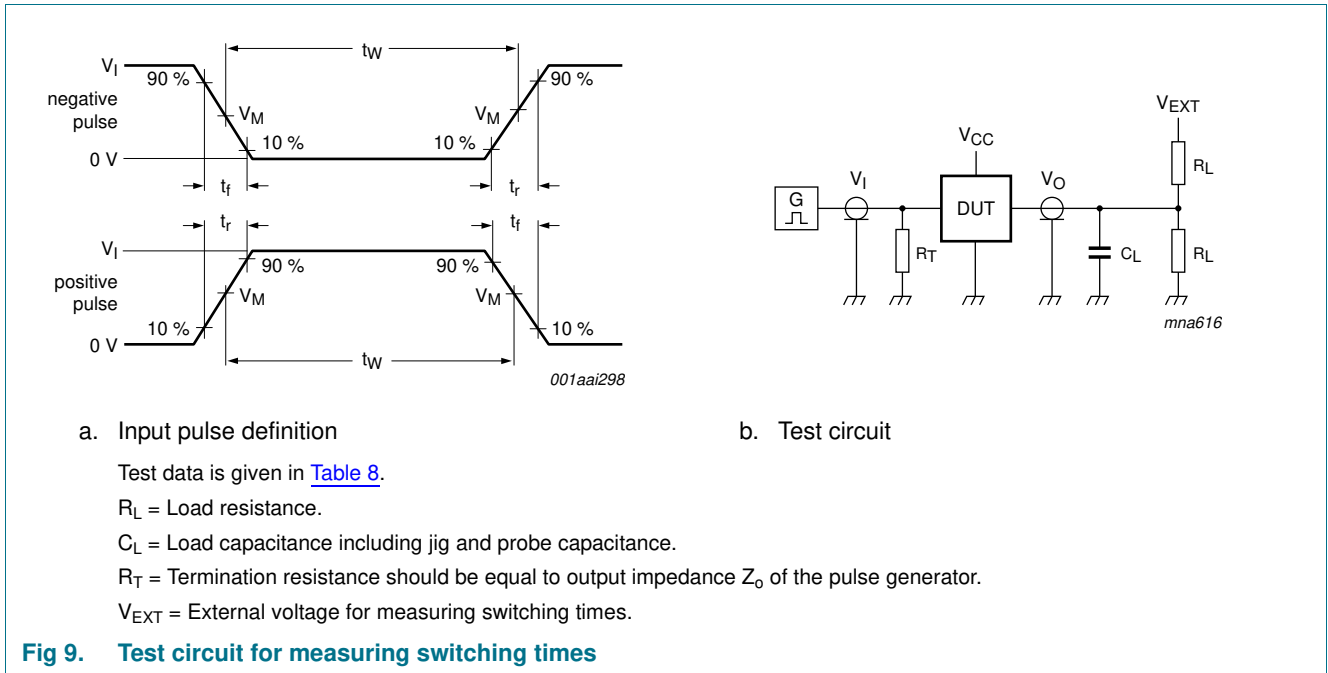 tW
VI
90 %
90 %
negative
pulse
VM
VM
10 %
10 %
0 V
tf
tr
tr
tf
VI
90 %
90 %
positive
pulse
VM
VM
10 %
10 %
0 V
tW
001aai298
VEXT
VCC
RL
VI
VO
G
DUT
RT
CL
RL
mna616
a. Input pulse definition
b. Test circuit
Test data is given in Table 8.
RL = Load resistance.
CL = Load capacitance including jig and probe capacitance.
RT = Termination resistance should be equal to output impedance Zo of the pulse generator.
VEXT = External voltage for measuring switching times.
Fig 9. Test circuit for measuring switching times